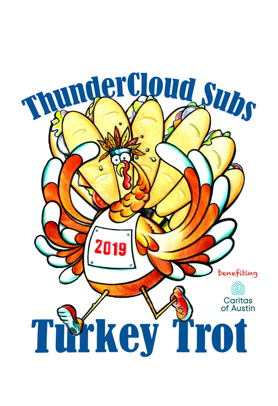 ThunderCloud Subs
2019
benefiting
Caritas
of Austin
Turkey Trot